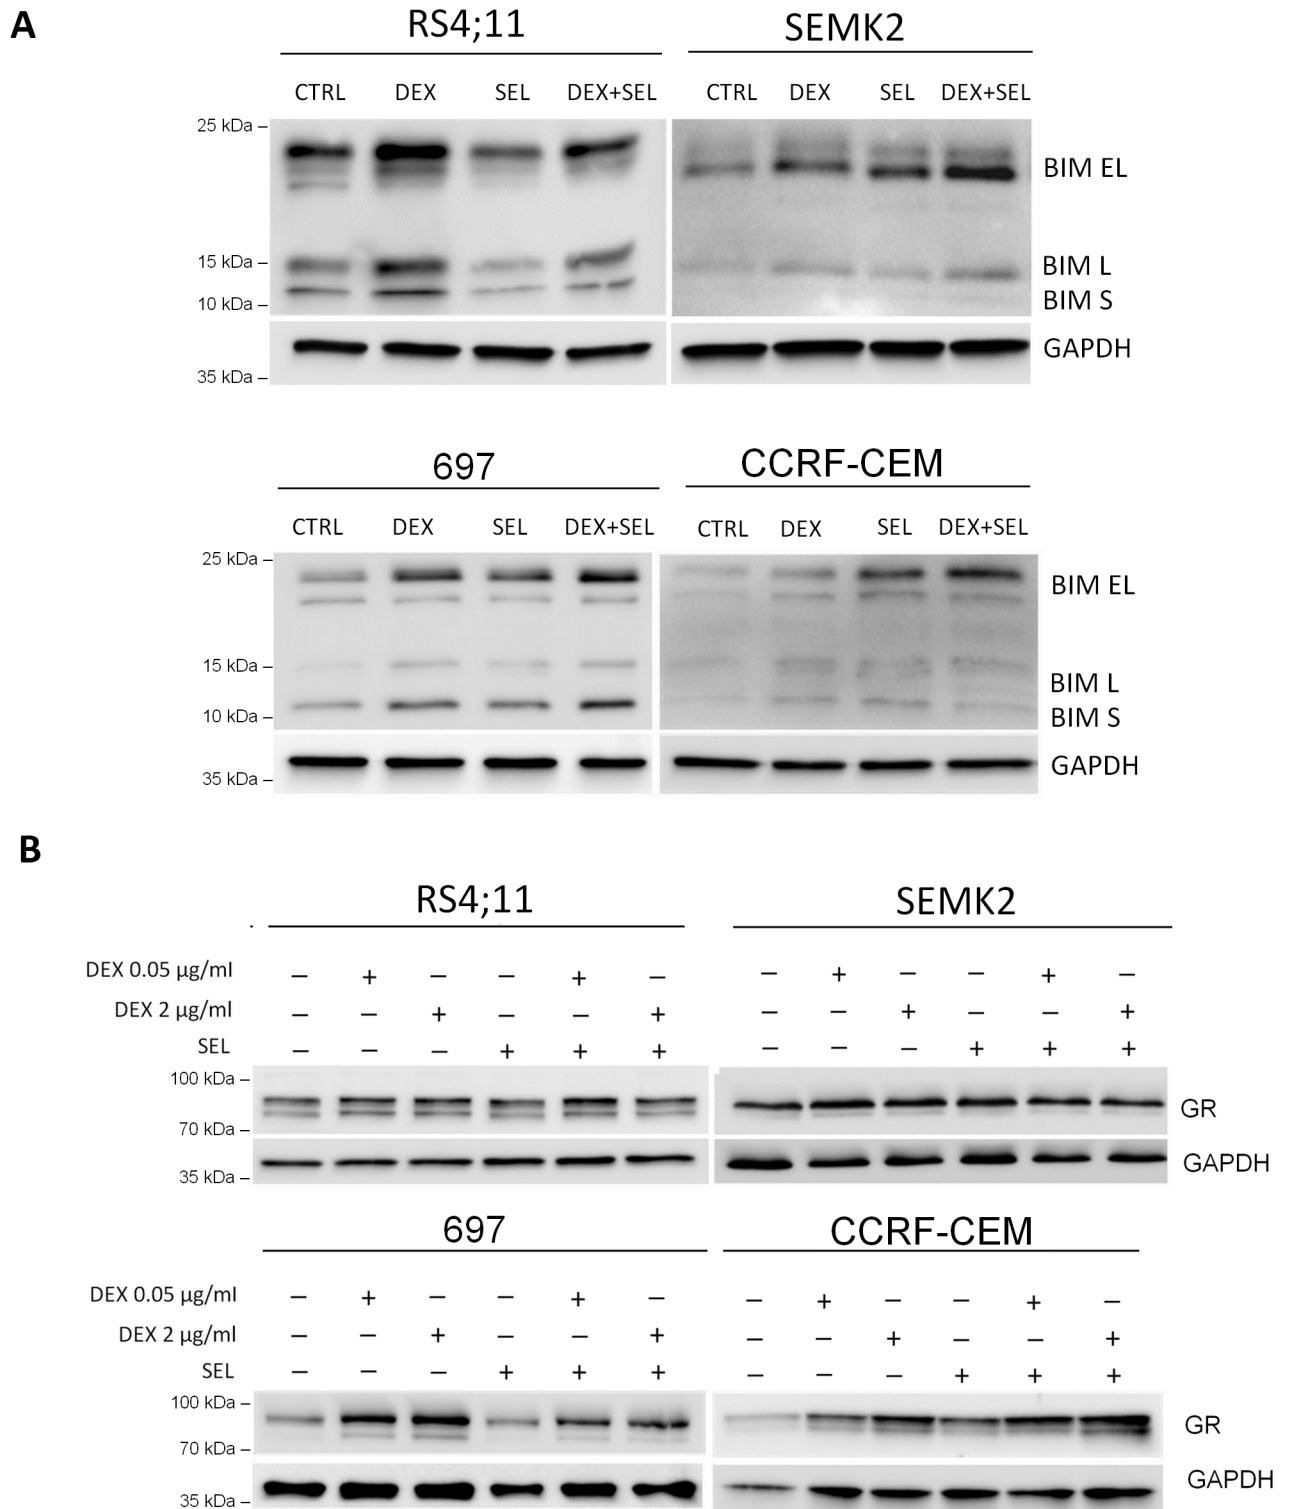 A
RS4;11 SEMK2
CTRL DEX SEL DEX+SEL CTRL DEX SEL DEX+SEL
25 kDa –
BIM EL
15 kDa – BIM L
10 kDa – BIM S
GAPDH
35 kDa –
697 CCRF-CEM
CTRL DEX SEL DEX+SEL CTRL DEX SEL DEX+SEL
25 kDa –
BIM EL
15 kDa –
BIM L
10 kDa – BIM S
GAPDH
35 kDa –
B
RS4;11 SEMK2
DEX 0.05 µg/ml – + – – + – – + – – + –
DEX 2 µg/ml – – + – – + – – + – – +
SEL – – – + + + – – – + + +
100 kDa –
GR
70 kDa –
GAPDH
35 kDa –
697 CCRF-CEM
DEX 0.05 µg/ml – + – – + – – + – – + –
DEX 2 µg/ml – – + – – + – – + – – +
SEL – – – + + + – – – + + +
100 kDa –
GR
70 kDa –
GAPDH
35 kDa –